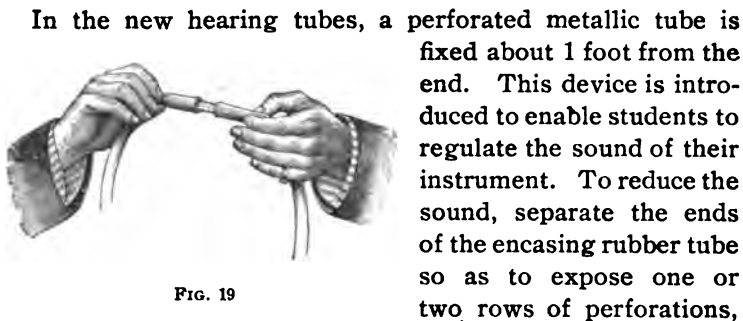 In the new hearing tubes, a perforated metallic tube is
fixed about 1 foot from the
end. This device is intro-
duced to enable students to
regulate the sound of their
instrument. To reduce the
sound, separate the ends
of the encasing rubber tube
so as to expose one or
two rows of perforations,
FIG. 19